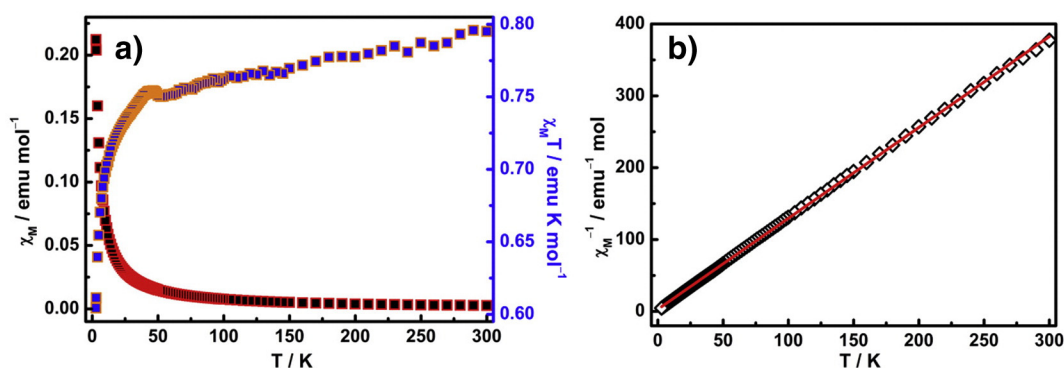 a)
χM / emu mol⁻¹
0.20
0.15
0.10
0.05
0.00
0 50 100 150 200 250 300
T / K
0.80
0.75
0.70
0.65
0.60
χMT / emu K mol⁻¹
b)
χM⁻¹ / emu⁻¹ mol
400
300
200
100
0
0 50 100 150 200 250 300
T / K